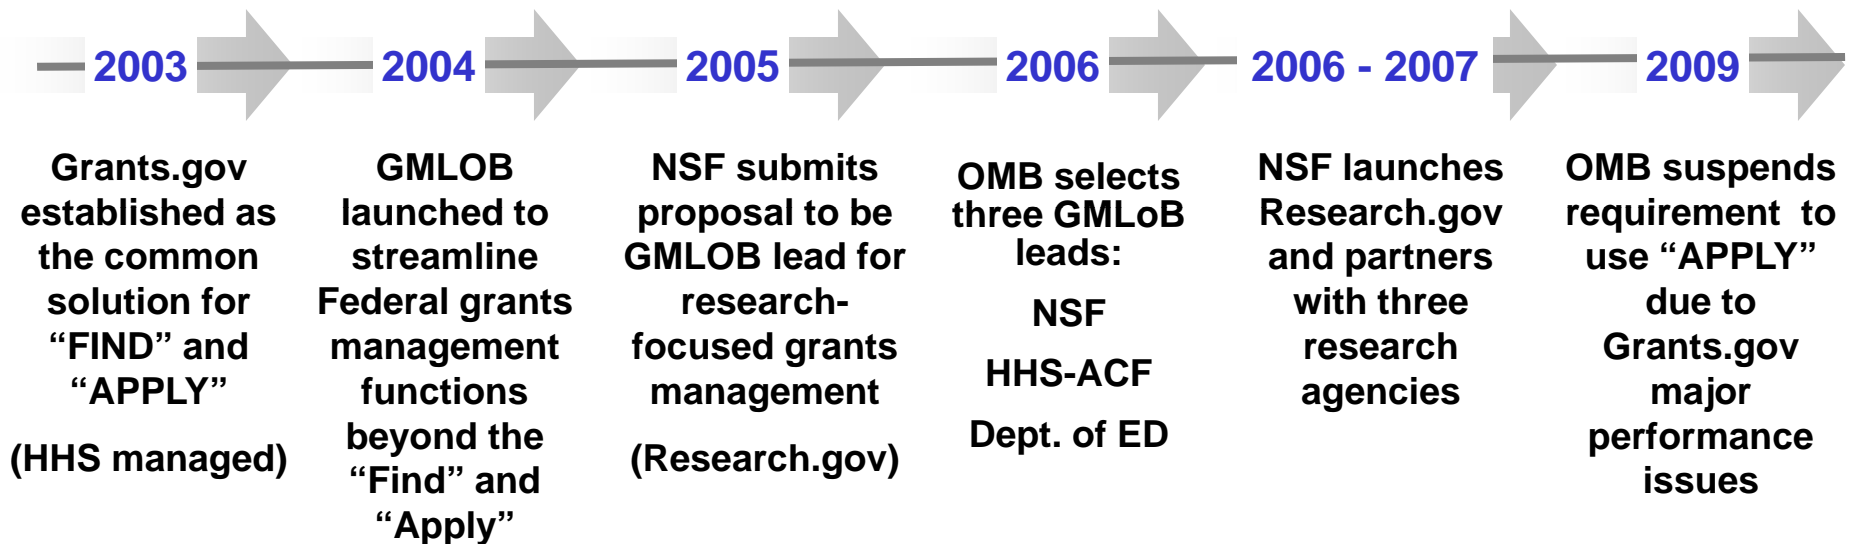 2003
Grants.gov
established as
the common
solution for
“FIND” and
“APPLY”
(HHS managed)
2004
GMLOB
launched to
streamline
Federal grants
management
functions
beyond the
“Find” and
“Apply”
2005
NSF submits
proposal to be
GMLOB lead for
research-
focused grants
management
(Research.gov)
2006
OMB selects
three GMLoB
leads:
NSF
HHS-ACF
Dept. of ED
2006 - 2007
NSF launches
Research.gov
and partners
with three
research
agencies
2009
OMB suspends
requirement to
use “APPLY”
due to
Grants.gov
major
performance
issues